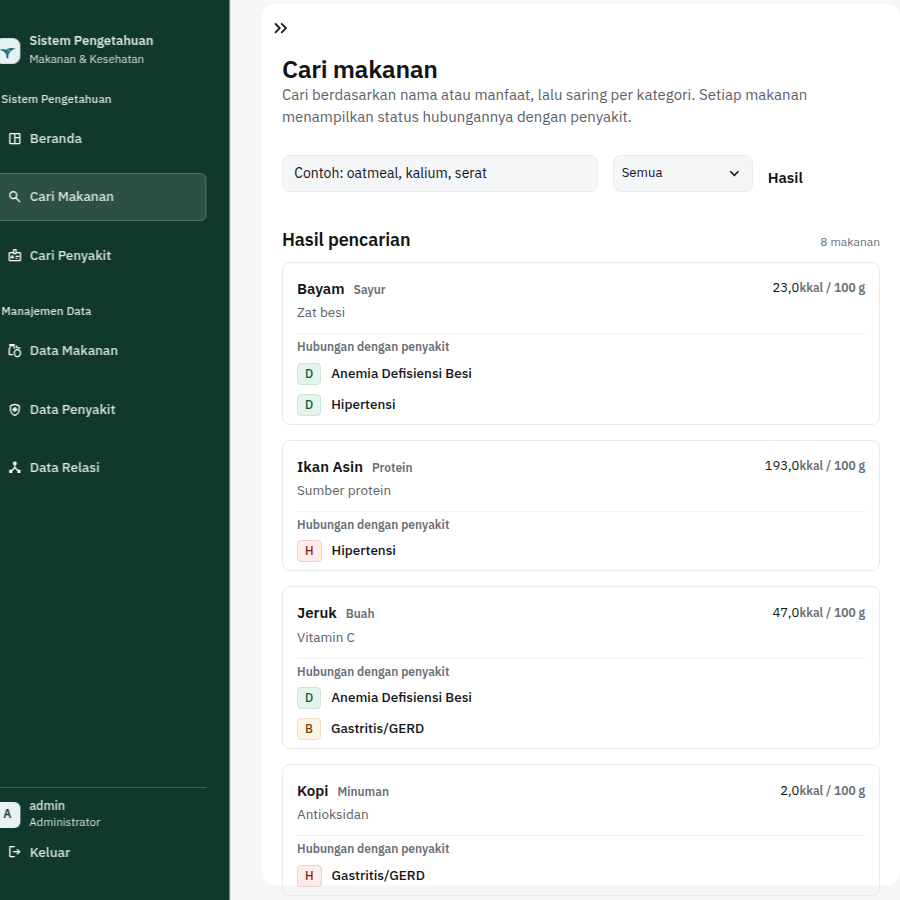 Sistem Pengetahuan
Makanan & Kesehatan
Sistem Pengetahuan
Beranda
Cari Makanan
Cari Penyakit
Manajemen Data
Data Makanan
Data Penyakit
Data Relasi
A
admin
Administrator
Keluar
Cari makanan
Cari berdasarkan nama atau manfaat, lalu saring per kategori. Setiap makanan
menampilkan status hubungannya dengan penyakit.
Contoh: oatmeal, kalium, serat
Semua
Hasil
Hasil pencarian
8 makanan
Bayam Sayur
23,0kkal / 100 g
Zat besi
Hubungan dengan penyakit
D Anemia Defisiensi Besi
D Hipertensi
Ikan Asin Protein
193,0kkal / 100 g
Sumber protein
Hubungan dengan penyakit
H Hipertensi
Jeruk Buah
47,0kkal / 100 g
Vitamin C
Hubungan dengan penyakit
D Anemia Defisiensi Besi
B Gastritis/GERD
Kopi Minuman
2,0kkal / 100 g
Antioksidan
Hubungan dengan penyakit
H Gastritis/GERD